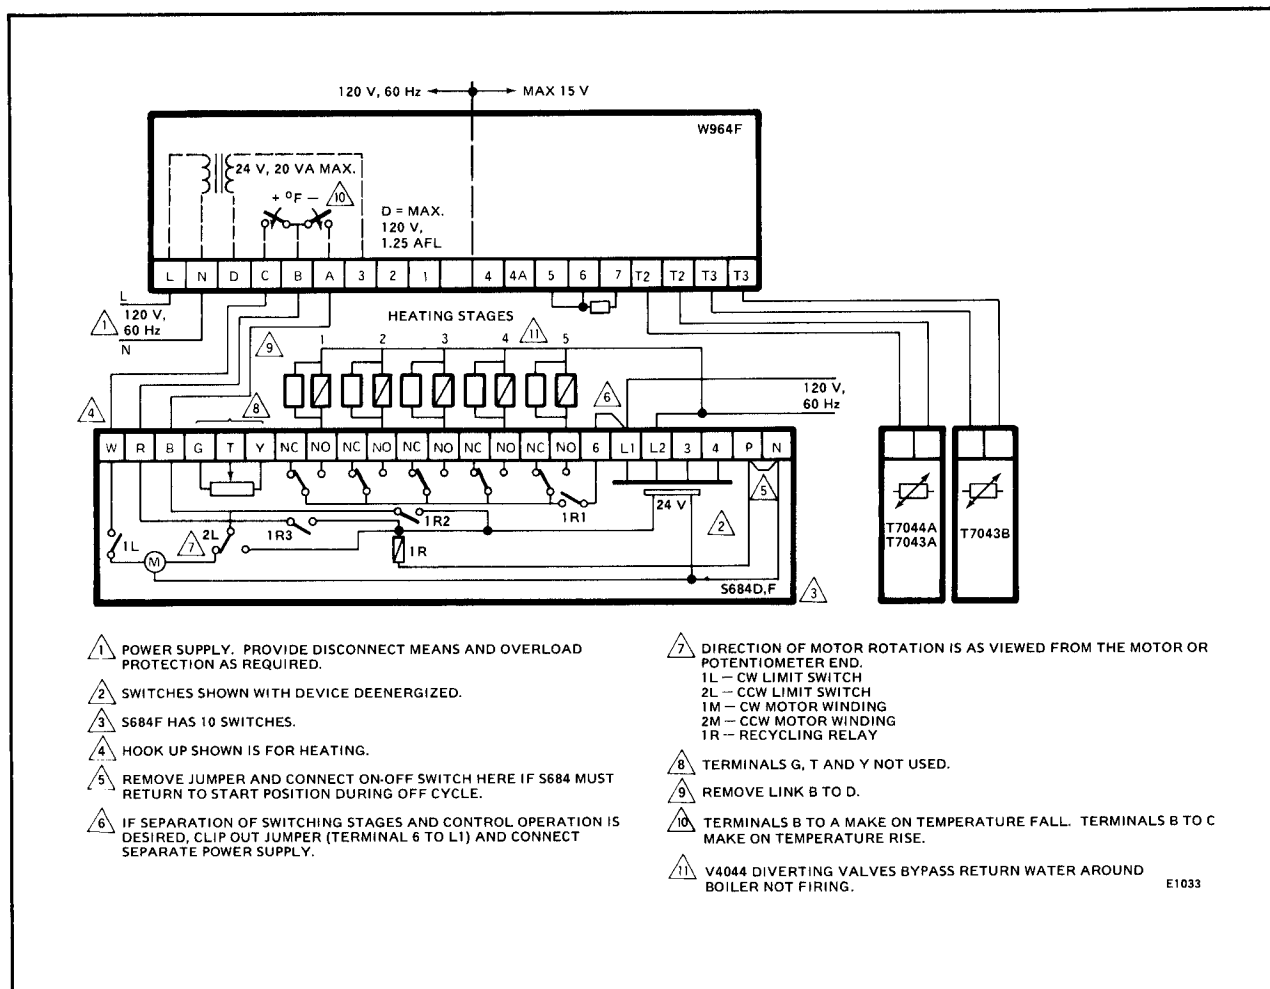 120 V, 60 Hz MAX 15 V
W964F
24 V, 20 VA MAX.
+ °F – 10
D = MAX.
120 V,
1.25 AFL
L N D C B A 3 2 1 4 4A 5 6 7 T2 T2 T3 T3
L
1 120 V,
60 Hz
N
HEATING STAGES
9 1 2 3 4 11 5
4 8 6
120 V,
60 Hz
W R B G T Y NC NO NC NO NC NO NC NO NC NO 6 L1 L2 3 4 P N
5
24 V
1R1
1R2
2
1R3
7 2L
1L
M
1R
S684D,F
3
T7044A
T7043A
T7043B
1 POWER SUPPLY. PROVIDE DISCONNECT MEANS AND OVERLOAD
PROTECTION AS REQUIRED.
2 SWITCHES SHOWN WITH DEVICE DEENERGIZED.
3 S684F HAS 10 SWITCHES.
4 HOOK UP SHOWN IS FOR HEATING.
5 REMOVE JUMPER AND CONNECT ON-OFF SWITCH HERE IF S684 MUST
RETURN TO START POSITION DURING OFF CYCLE.
6 IF SEPARATION OF SWITCHING STAGES AND CONTROL OPERATION IS
DESIRED, CLIP OUT JUMPER (TERMINAL 6 TO L1) AND CONNECT
SEPARATE POWER SUPPLY.
7 DIRECTION OF MOTOR ROTATION IS AS VIEWED FROM THE MOTOR OR
POTENTIOMETER END.
1L – CW LIMIT SWITCH
2L – CCW LIMIT SWITCH
1M – CW MOTOR WINDING
2M – CCW MOTOR WINDING
1R – RECYCLING RELAY
8 TERMINALS G, T AND Y NOT USED.
9 REMOVE LINK B TO D.
10 TERMINALS B TO A MAKE ON TEMPERATURE FALL. TERMINALS B TO C
MAKE ON TEMPERATURE RISE.
11 V4044 DIVERTING VALVES BYPASS RETURN WATER AROUND
BOILER NOT FIRING.
E1033